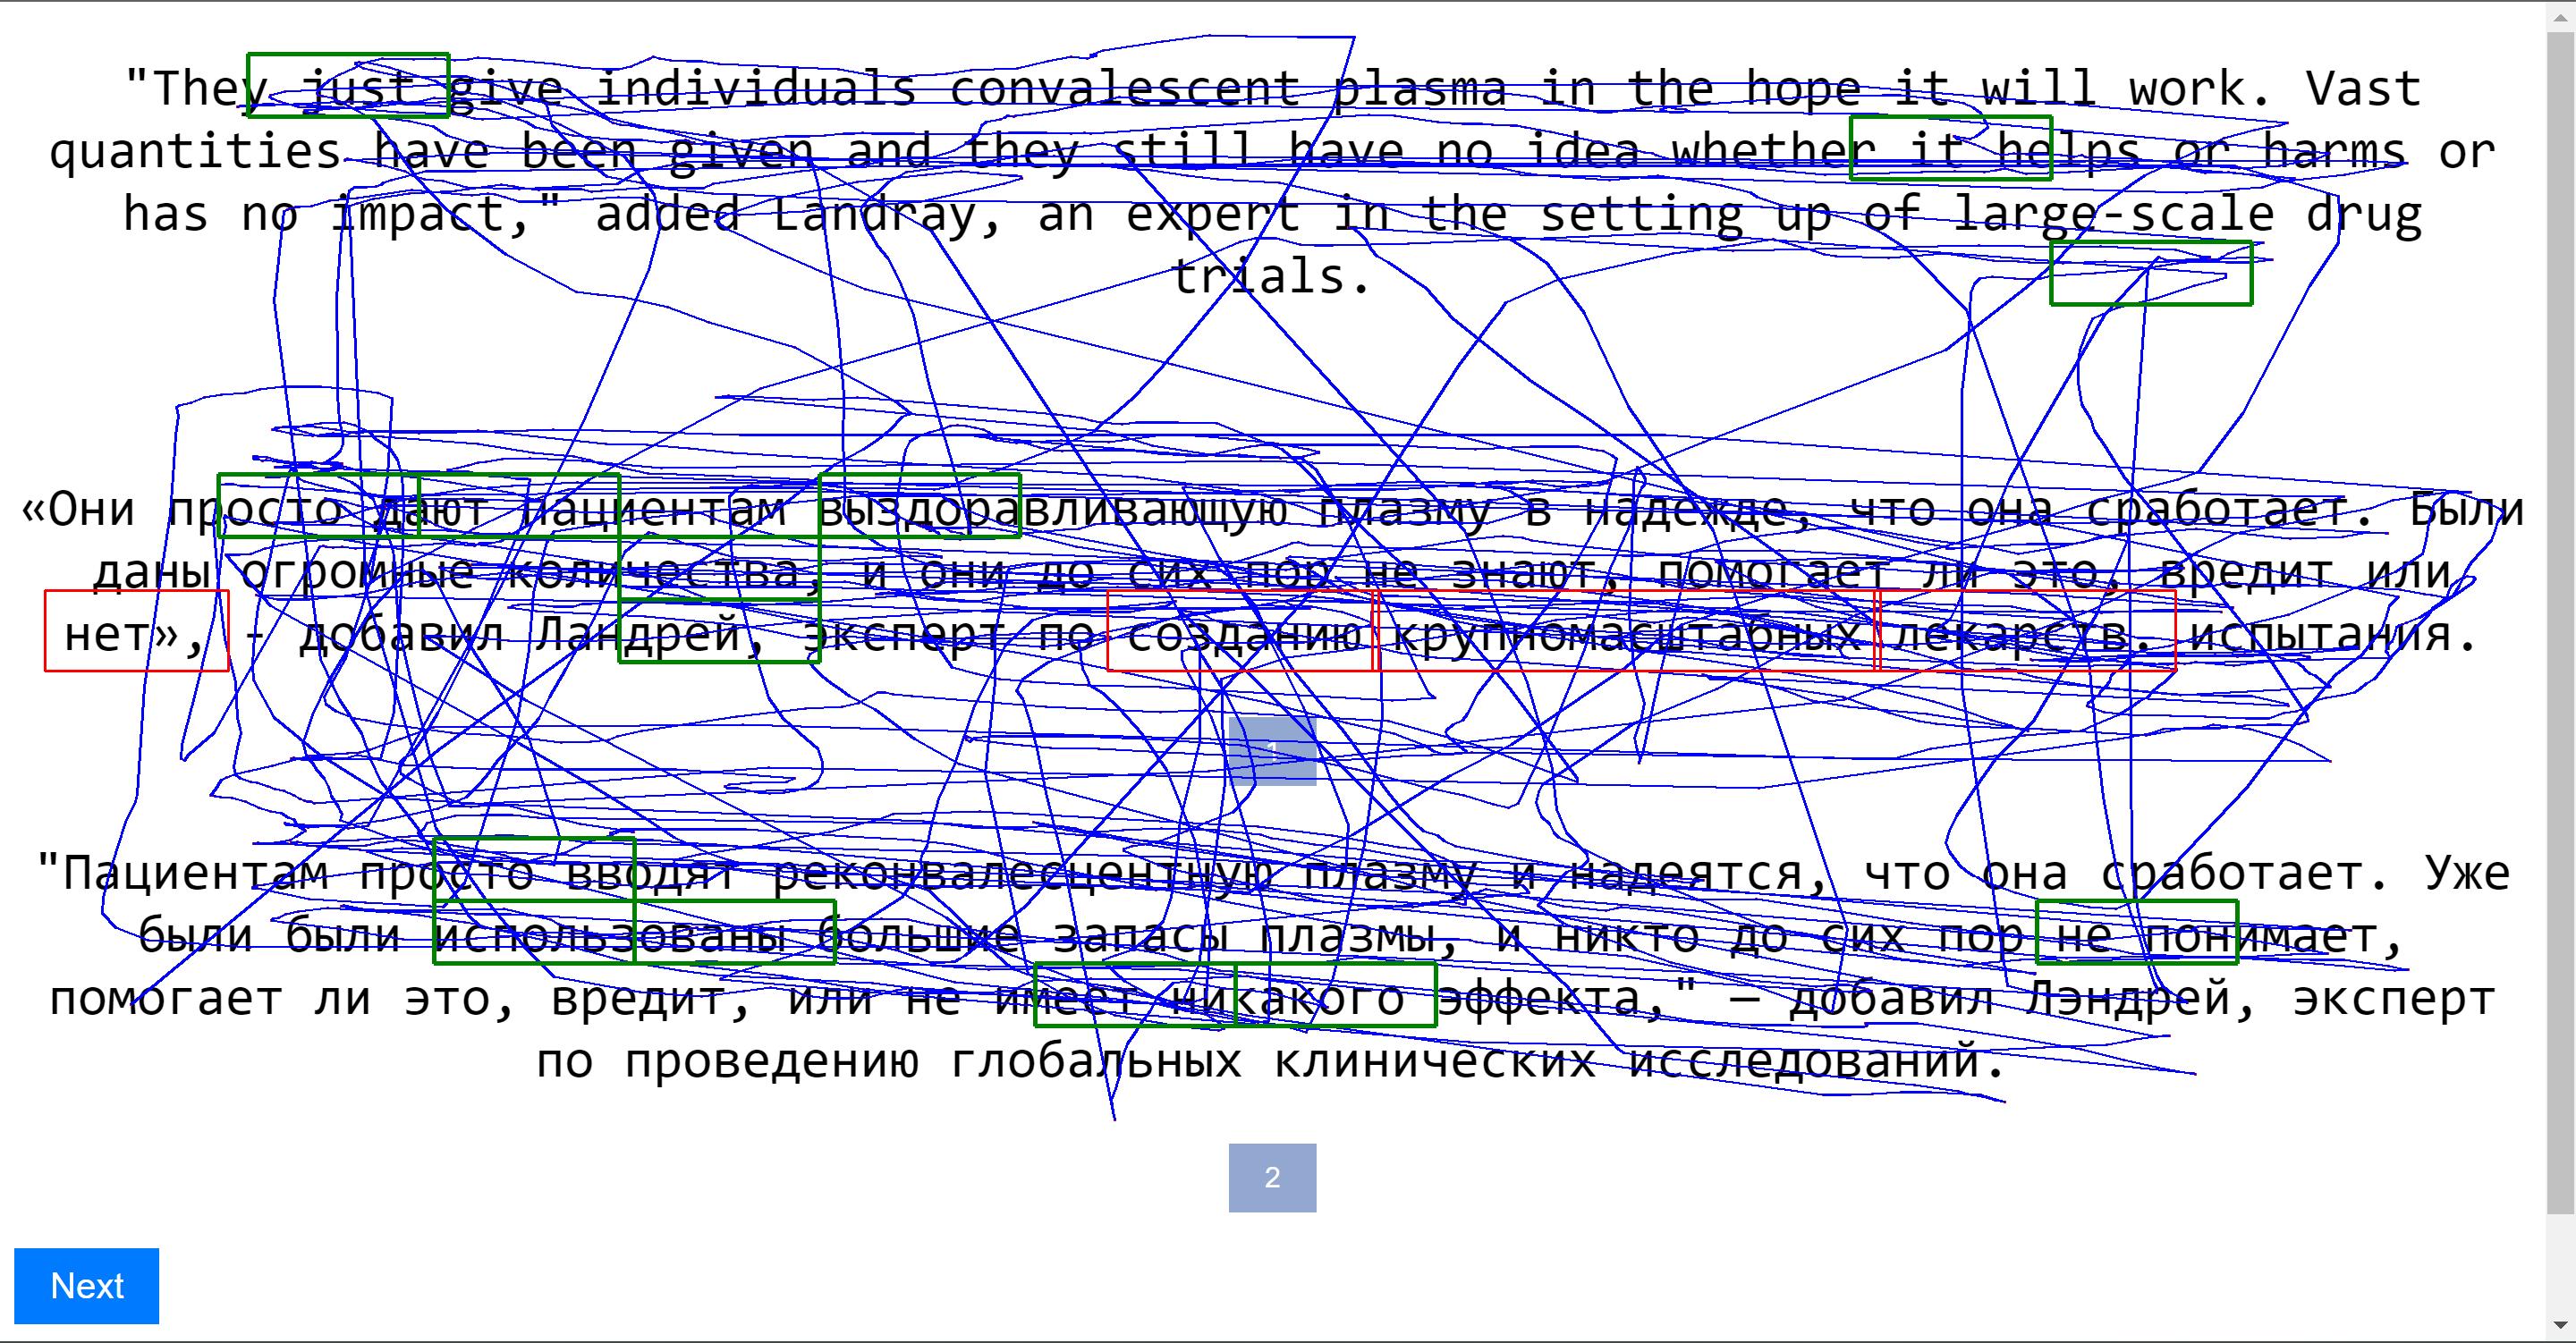 "They just give individuals convalescent plasma in the hope it will work. Vast
quantities have been given and they still have no idea whether it helps or harms or
has no impact," added Landray, an expert in the setting up of large-scale drug
trials.
«Они просто дают пациентам выздоравливающую плазму в надежде, что она сработает. Были
даны огромные количества, и они до сих пор не знают, помогает ли это, вредит или
нет», - добавил Ландрей, эксперт по созданию крупномасштабных лекарств. испытания.
1
"Пациентам просто вводят реконвалесцентную плазму и надеятся, что она сработает. Уже
были были использованы большие запасы плазмы, и никто до сих пор не понимает,
помогает ли это, вредит, или не имеет никакого эффекта," — добавил Лэндрей, эксперт
по проведению глобальных клинических исследований.
2
Next